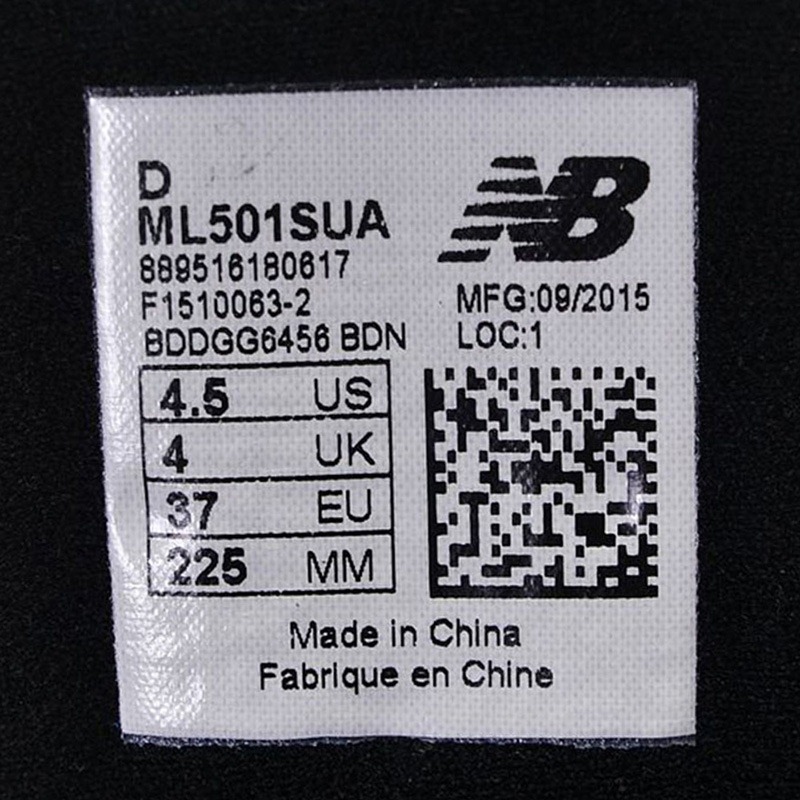 D
ML501SUA
NB
889516180617
F1510063-2
MFG:09/2015
BDDGG6456 BDN
LOC:1
4.5 US
4 UK
37 EU
225 MM
Made in China
Fabrique en Chine